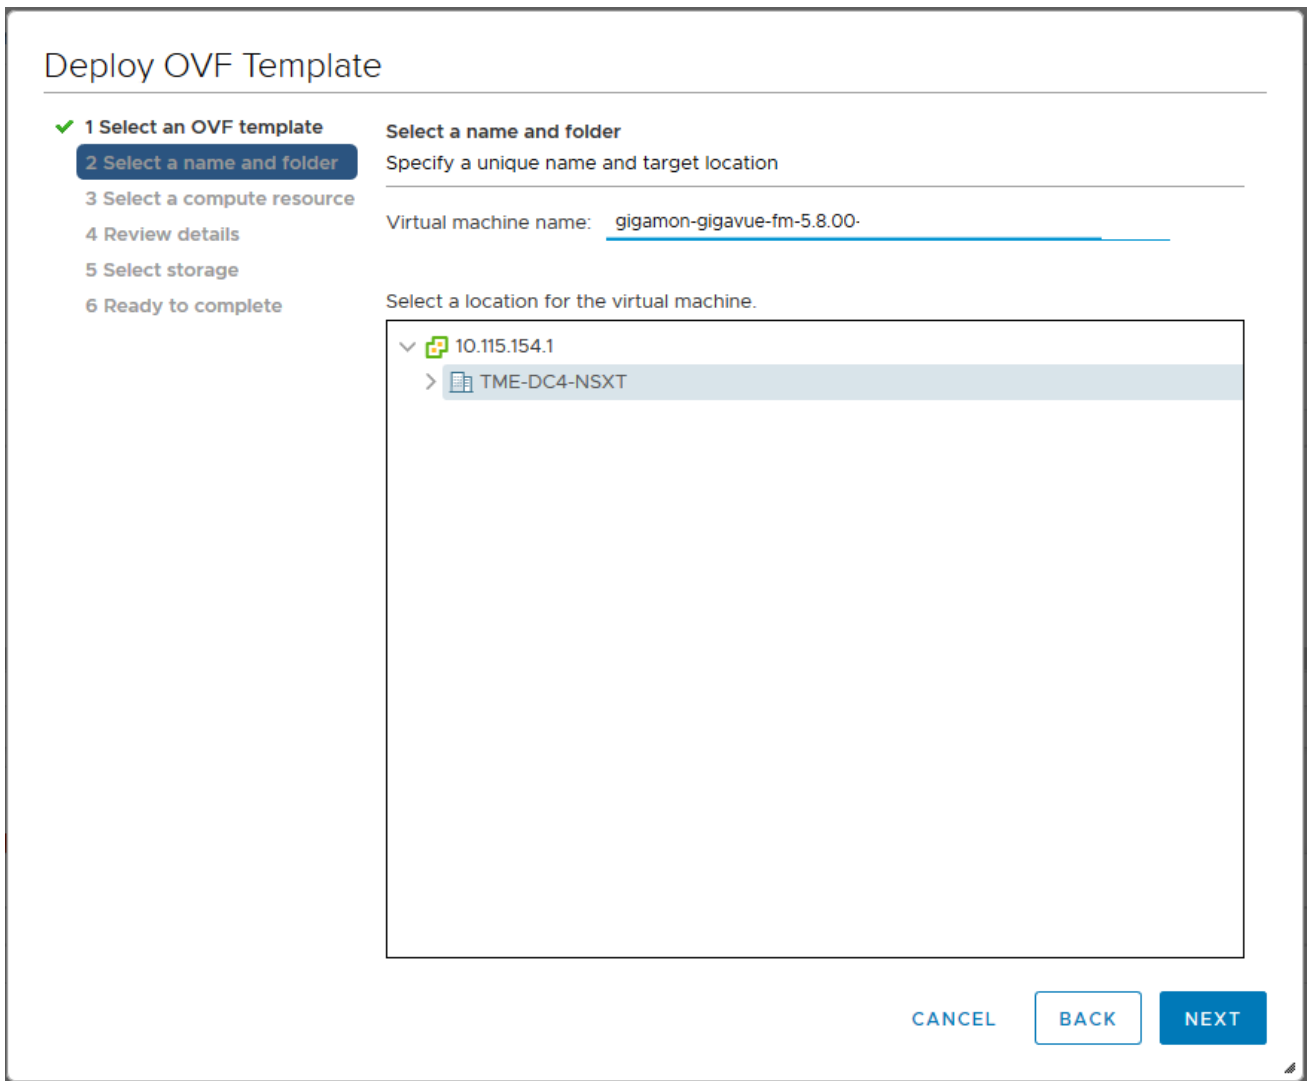 Deploy OVF Template
1 Select an OVF template
2 Select a name and folder
3 Select a compute resource
4 Review details
5 Select storage
6 Ready to complete
Select a name and folder
Specify a unique name and target location
Virtual machine name: gigamon-gigavue-fm-5.8.00-
Select a location for the virtual machine.
10.115.154.1
TME-DC4-NSXT
CANCEL BACK NEXT